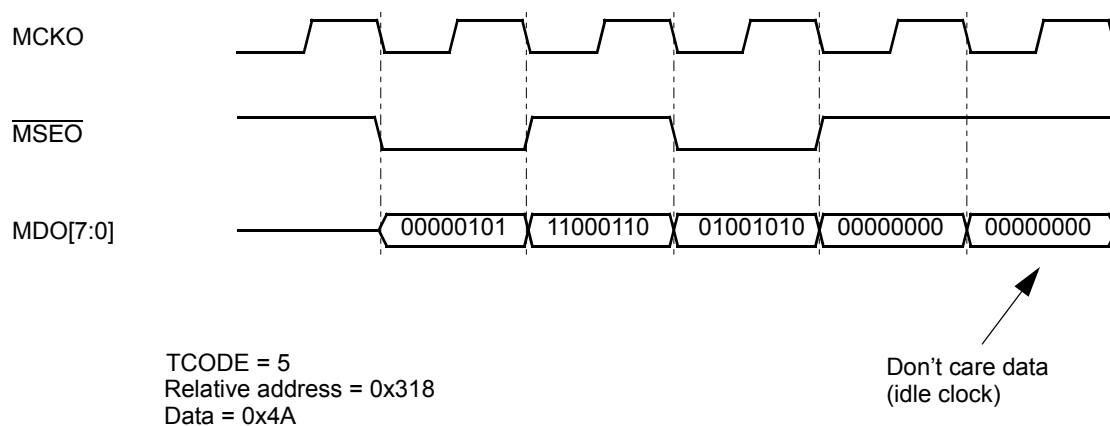 MCKO
MSEO
MDO[7:0] 00000101 11000110 01001010 00000000 00000000
TCODE = 5
Relative address = 0x318
Data = 0x4A
Don't care data
(idle clock)